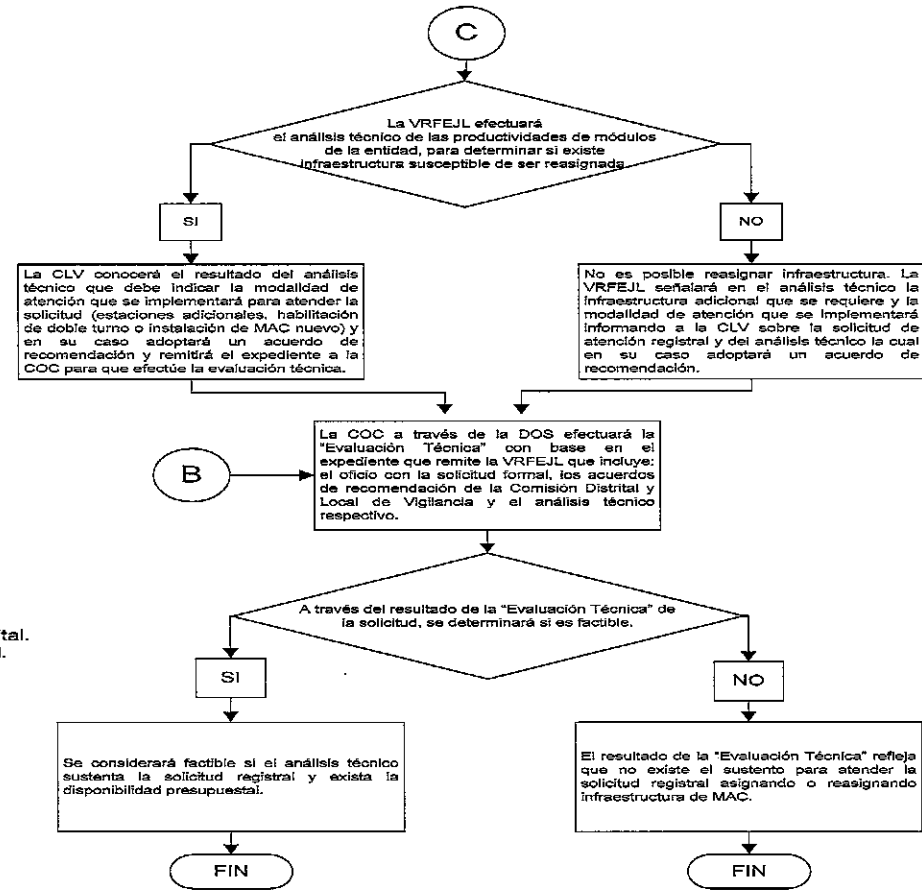 C
La VRFEJL efectuará
el análisis técnico de las productividades de módulos
de la entidad, para determinar si existe
infraestructura susceptible de ser reasignada
SI
NO
La CLV conocerá el resultado del análisis
técnico que debe indicar la modalidad de
atención que se implementará para atender la
solicitud (estaciones adicionales, habilitación
de doble turno o instalación de MAC nuevo) y
en su caso adoptará un acuerdo de
recomendación y remitirá el expediente a la
COC para que efectúe la evaluación técnica.
No es posible reasignar infraestructura. La
VRFEJL señalará en el análisis técnico la
infraestructura adicional que se requiere y la
modalidad de atención que se implementará
informando a la CLV sobre la solicitud de
atención registral y del análisis técnico la cual
en su caso adoptará un acuerdo de
recomendación.
B
La COC a través de la DOS efectuará la
"Evaluación Técnica" con base en el
expediente que remite la VRFEJL que incluye:
el oficio con la solicitud formal, los acuerdos
de recomendación de la Comisión Distrital y
Local de Vigilancia y el análisis técnico
respectivo.
A través del resultado de la "Evaluación Técnica" de
la solicitud, se determinará si es factible.
SI
NO
Se considerará factible si el análisis técnico
sustenta la solicitud registral y exista la
disponibilidad presupuestal.
El resultado de la "Evaluación Técnica" refleja
que no existe el sustento para atender la
solicitud registral asignando o reasignando
infraestructura de MAC.
FIN
FIN